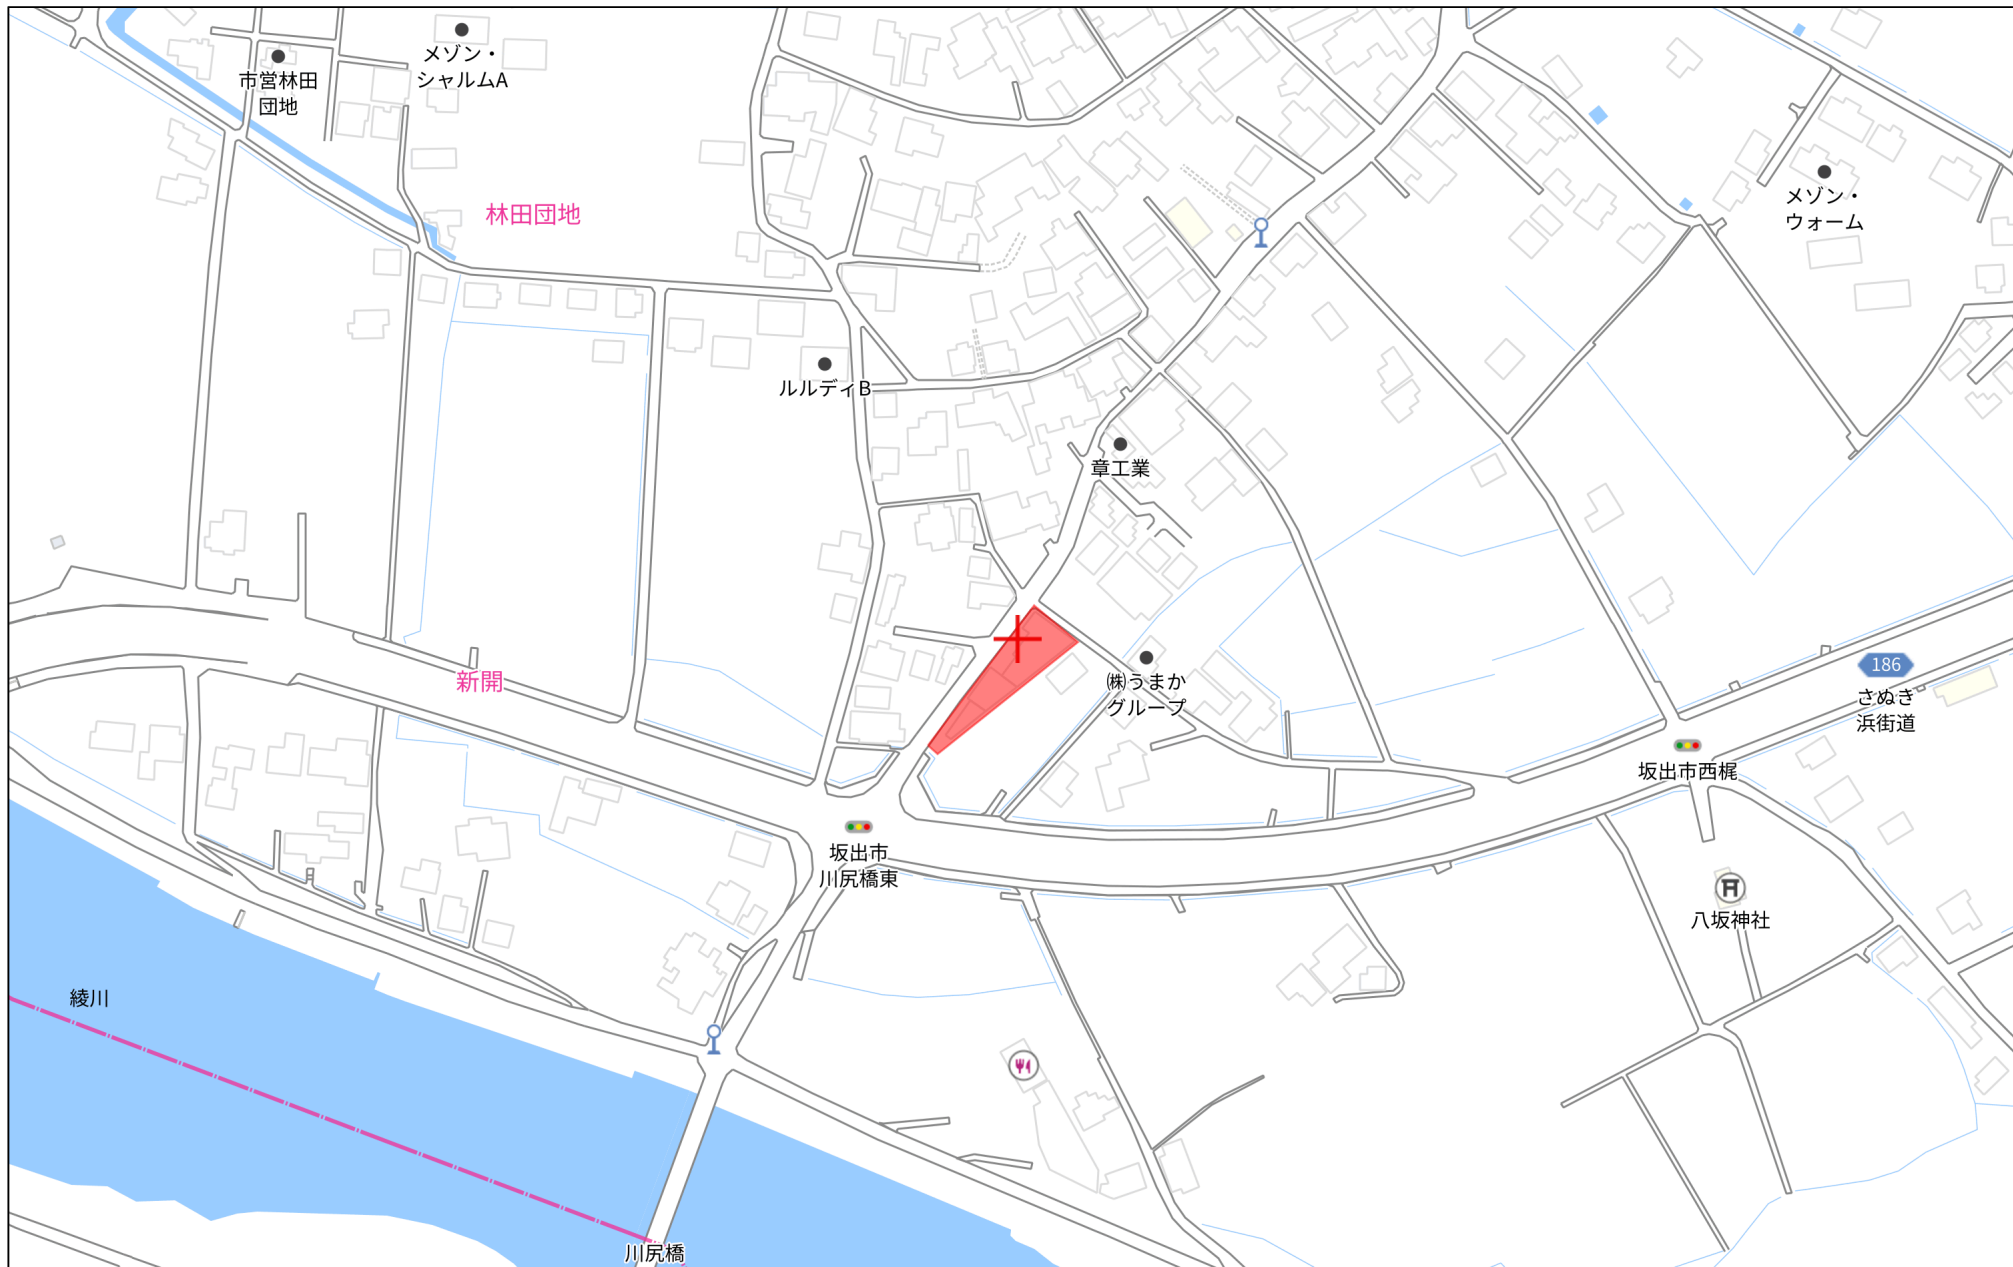 メゾン・
シャルムA
市営林田
団地
林田団地
メゾン・
ウォーム
ルルディB
章工業
新開
㈱うまか
グループ
186
さぬき
浜街道
坂出市西梶
坂出市
川尻橋東
八坂神社
綾川
川尻橋